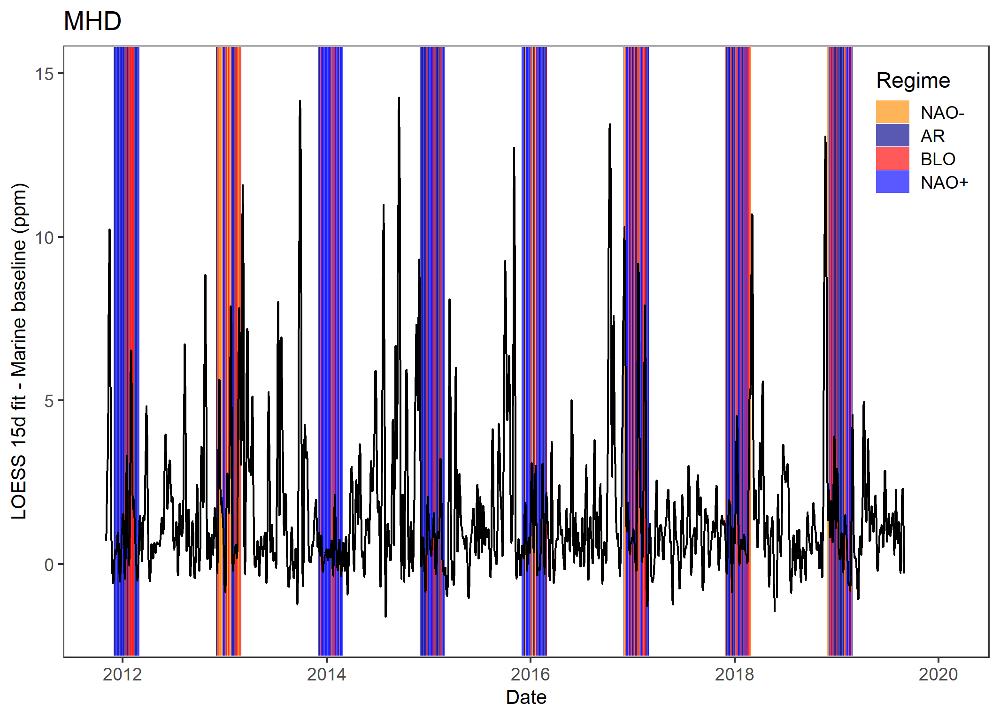 MHD
LOESS 15d fit - Marine baseline (ppm)
15
10
5
0
Regime
NAO-
AR
BLO
NAO+
2012
2014
2016
2018
2020
Date